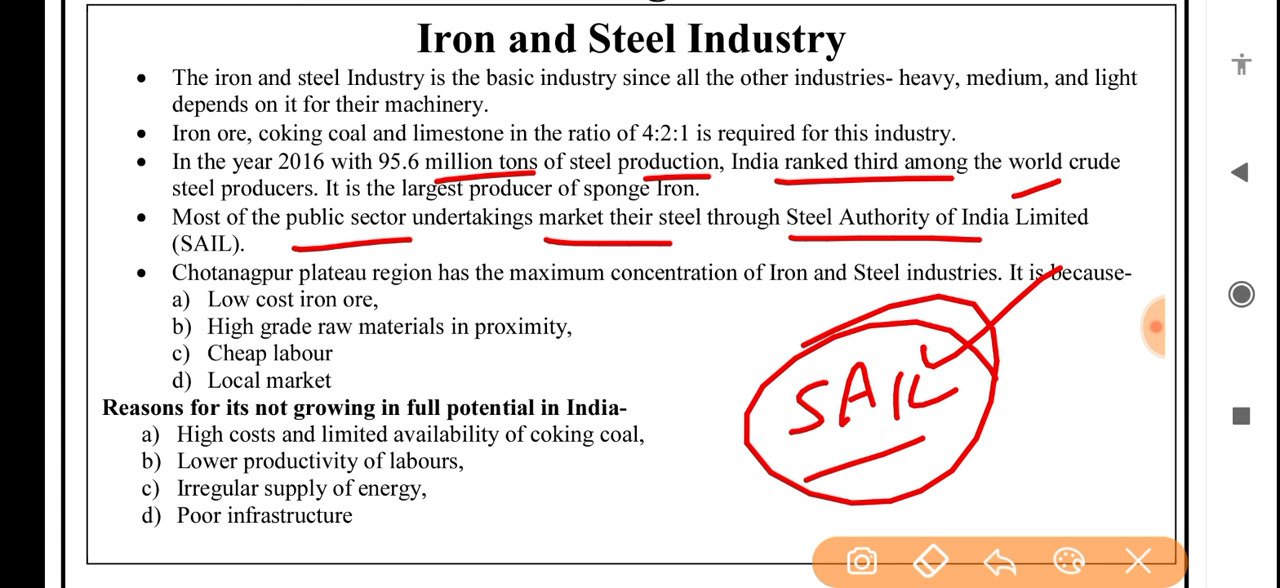 Iron and Steel Industry
• The iron and steel Industry is the basic industry since all the other industries- heavy, medium, and light
depends on it for their machinery.
• Iron ore, coking coal and limestone in the ratio of 4:2:1 is required for this industry.
• In the year 2016 with 95.6 million tons of steel production, India ranked third among the world crude
steel producers. It is the largest producer of sponge Iron.
• Most of the public sector undertakings market their steel through Steel Authority of India Limited
(SAIL).
• Chotanagpur plateau region has the maximum concentration of Iron and Steel industries. It is because-
a) Low cost iron ore,
b) High grade raw materials in proximity,
c) Cheap labour
d) Local market
SAIL
Reasons for its not growing in full potential in India-
a) High costs and limited availability of coking coal,
b) Lower productivity of labours,
c) Irregular supply of energy,
d) Poor infrastructure